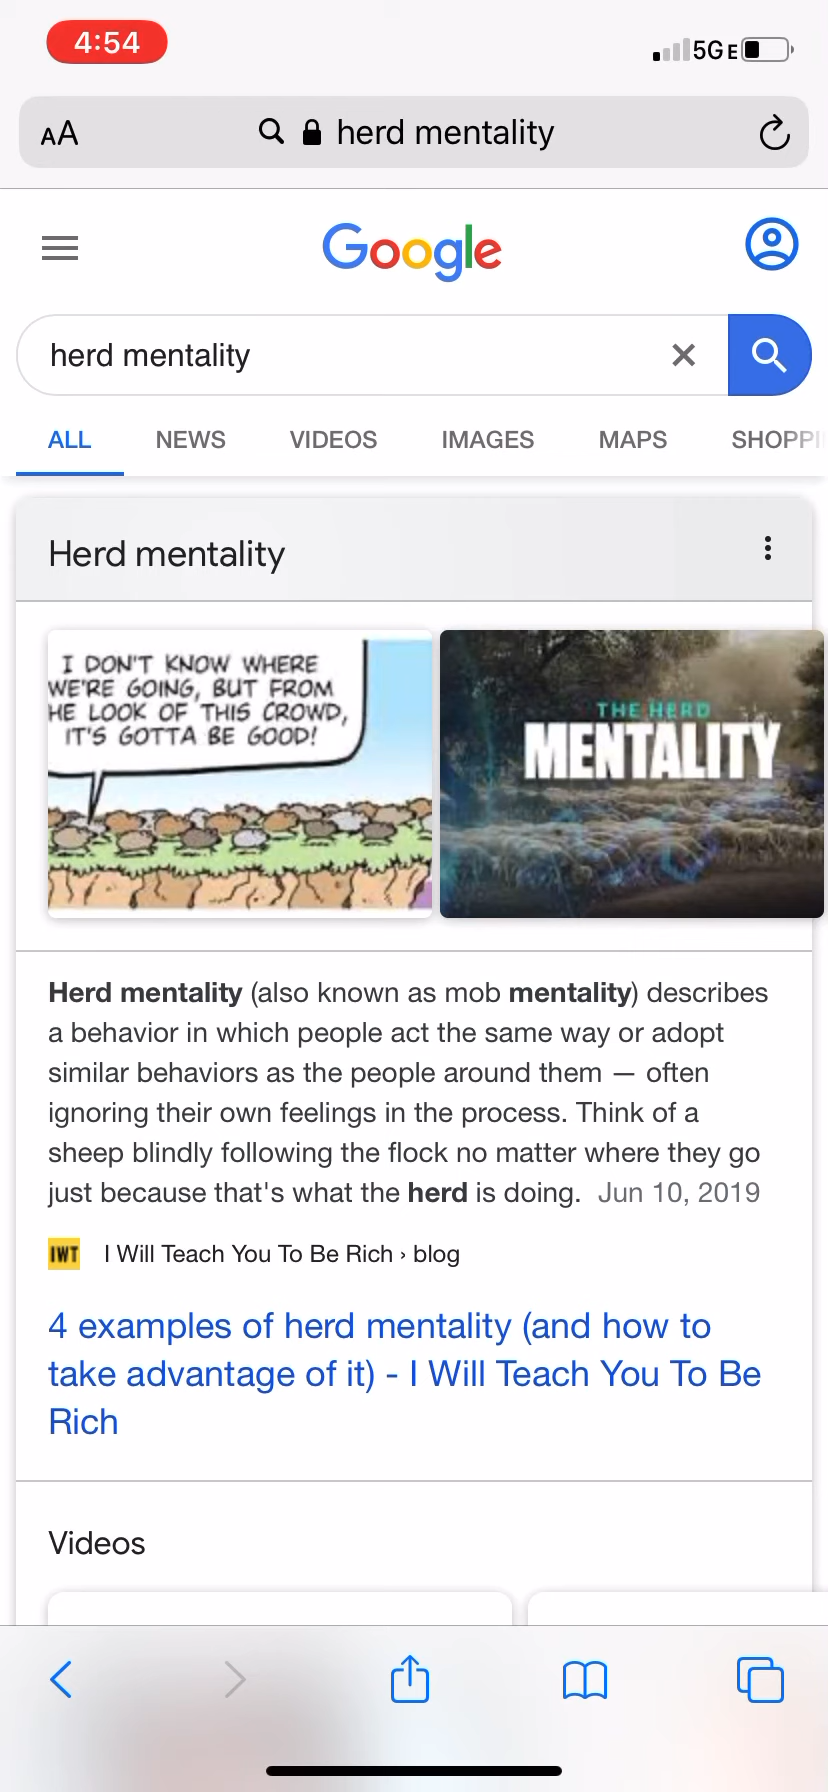 4:54
5GE
AA herd mentality
Google
herd mentality
ALL NEWS VIDEOS IMAGES MAPS SHOPPI
Herd mentality
I DON'T KNOW WHERE
WE'RE GOING, BUT FROM
HE LOOK OF THIS CROWD,
IT'S GOTTA BE GOOD!
THE HERD
MENTALITY
Herd mentality (also known as mob mentality) describes
a behavior in which people act the same way or adopt
similar behaviors as the people around them — often
ignoring their own feelings in the process. Think of a
sheep blindly following the flock no matter where they go
just because that's what the herd is doing. Jun 10, 2019
IWT I Will Teach You To Be Rich › blog
4 examples of herd mentality (and how to
take advantage of it) - I Will Teach You To Be
Rich
Videos